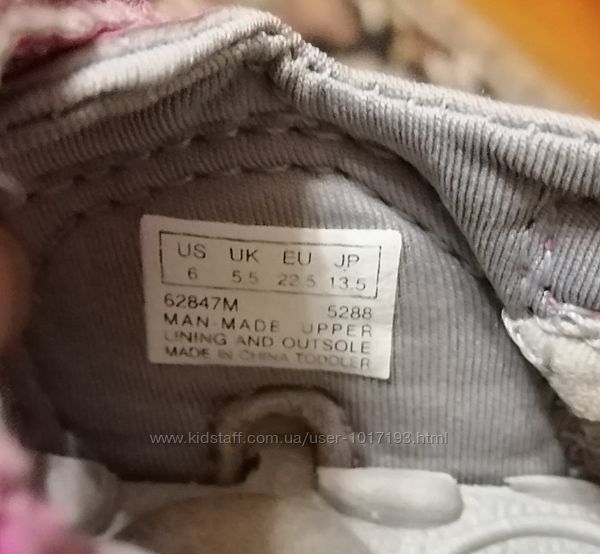 US UK EU JP
6 5.5 22.5 13.5
62847M 5288
MAN-MADE UPPER
LINING AND OUTSOLE
MADE IN CHINA TODDLER
www.kidstaff.com.ua/user-1017193.html